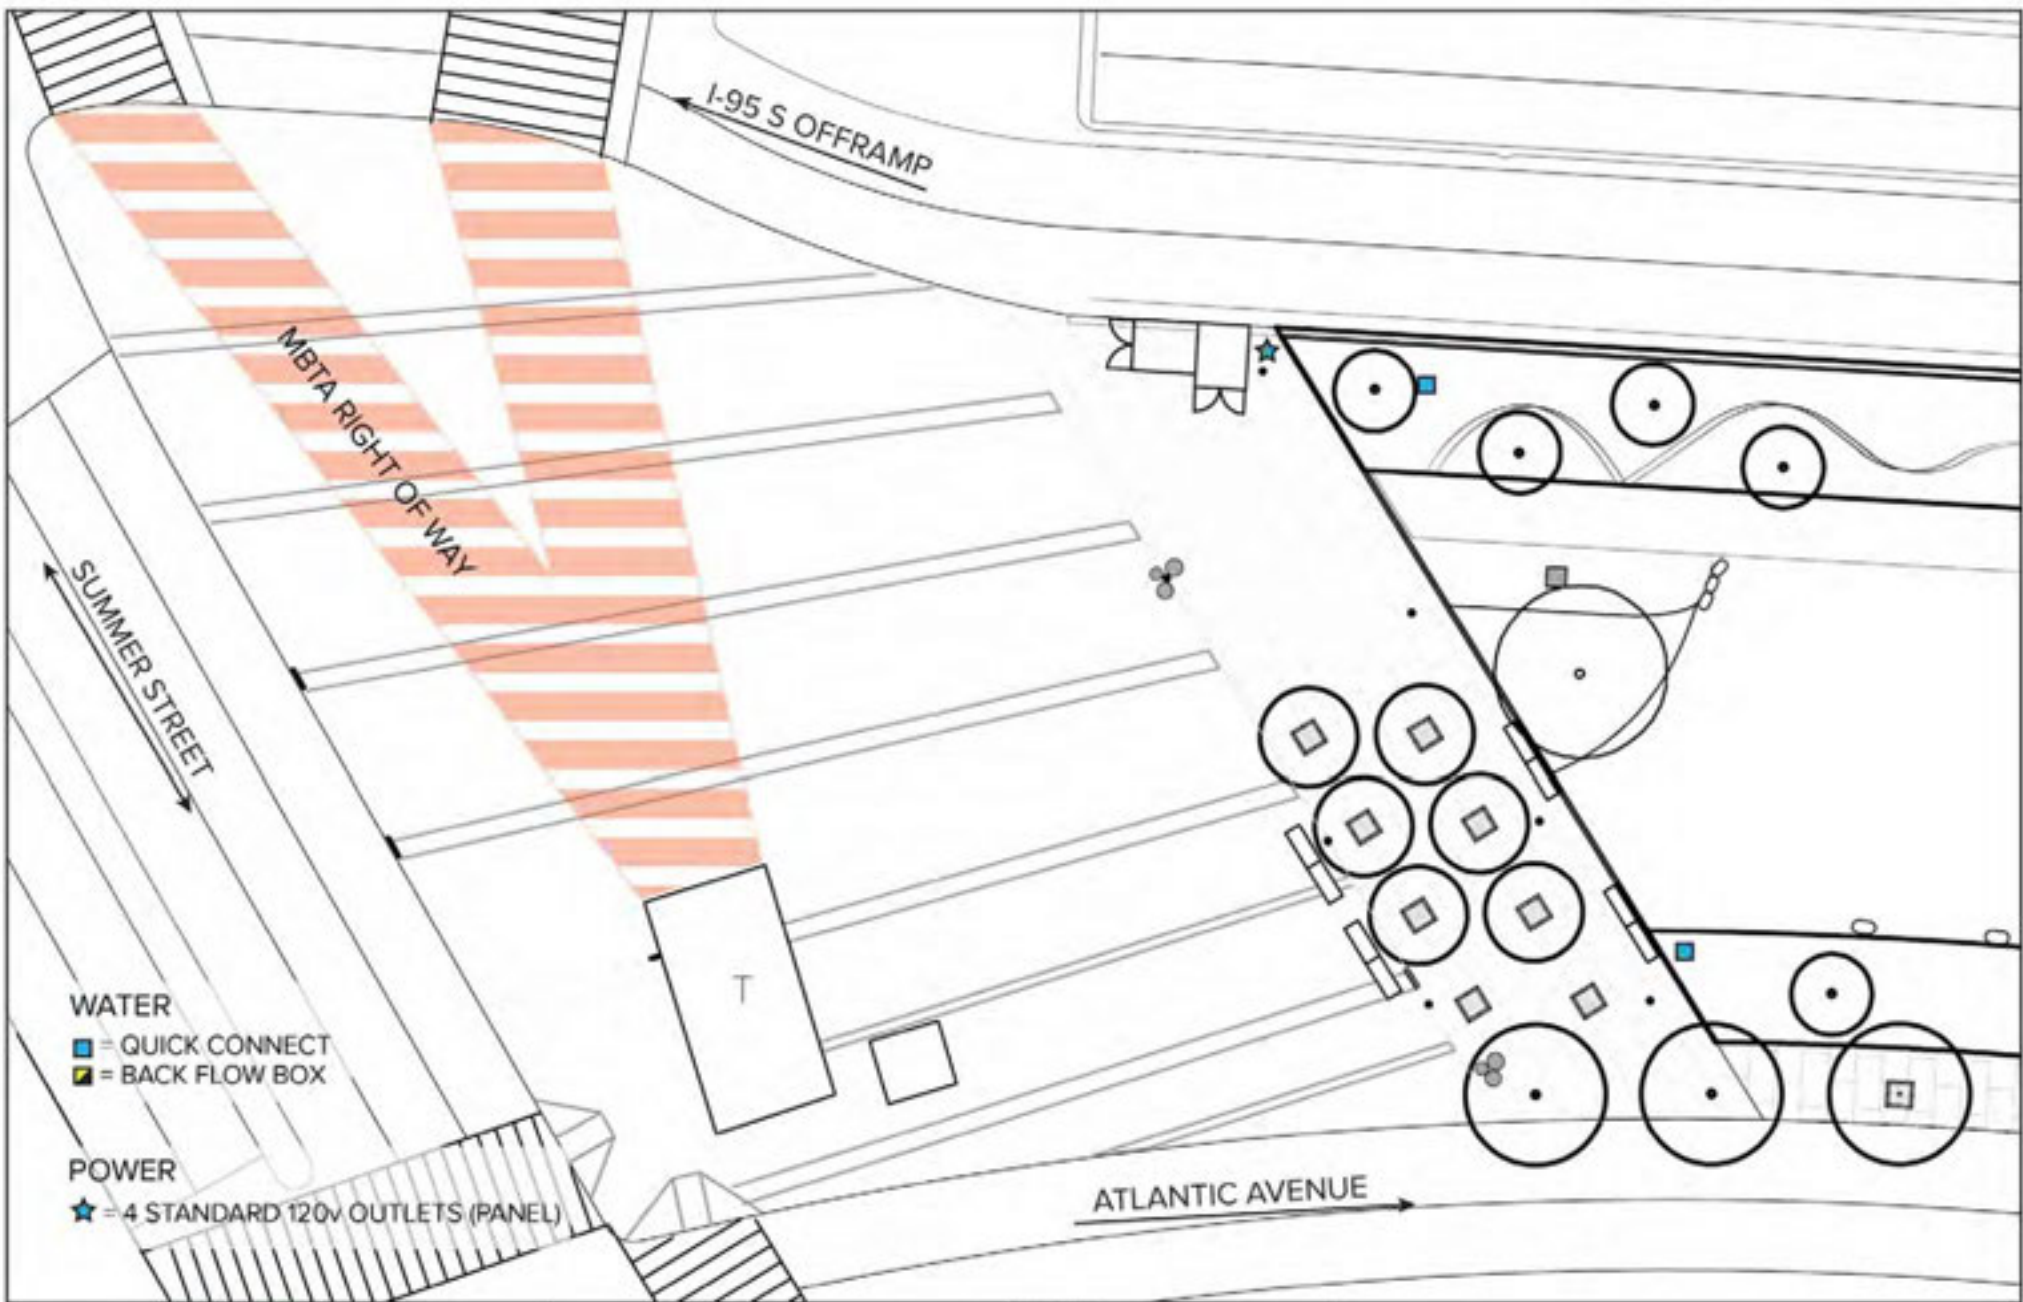 I-95 S OFFRAMP
MBTA RIGHT OF WAY
SUMMER STREET
T
WATER
= QUICK CONNECT
= BACK FLOW BOX
POWER
= 4 STANDARD 120v OUTLETS (PANEL)
ATLANTIC AVENUE